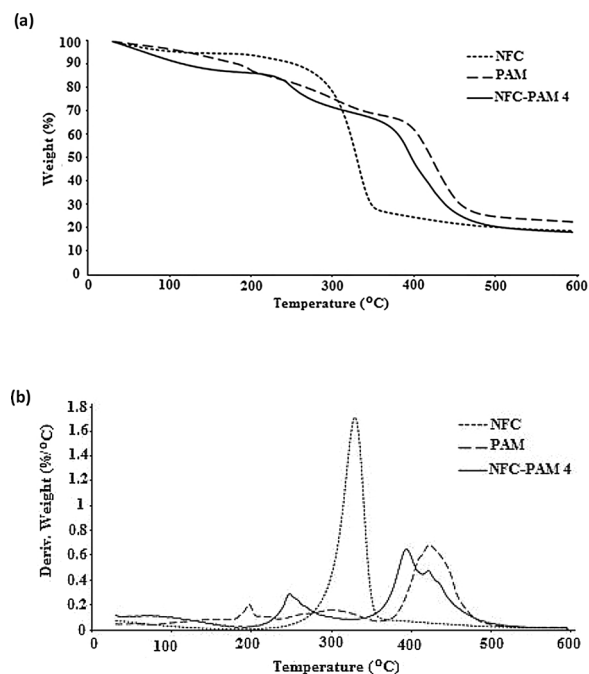 (a)
100
90
80
70
60
50
40
30
20
10
0
Weight (%)
NFC
PAM
NFC-PAM 4
0 100 200 300 400 500 600
Temperature (°C)
(b)
1.8
1.6
1.4
1.2
1
0.8
0.6
0.4
0.2
0
Deriv. Weight (%/°C)
NFC
PAM
NFC-PAM 4
0 100 200 300 400 500 600
Temperature (°C)